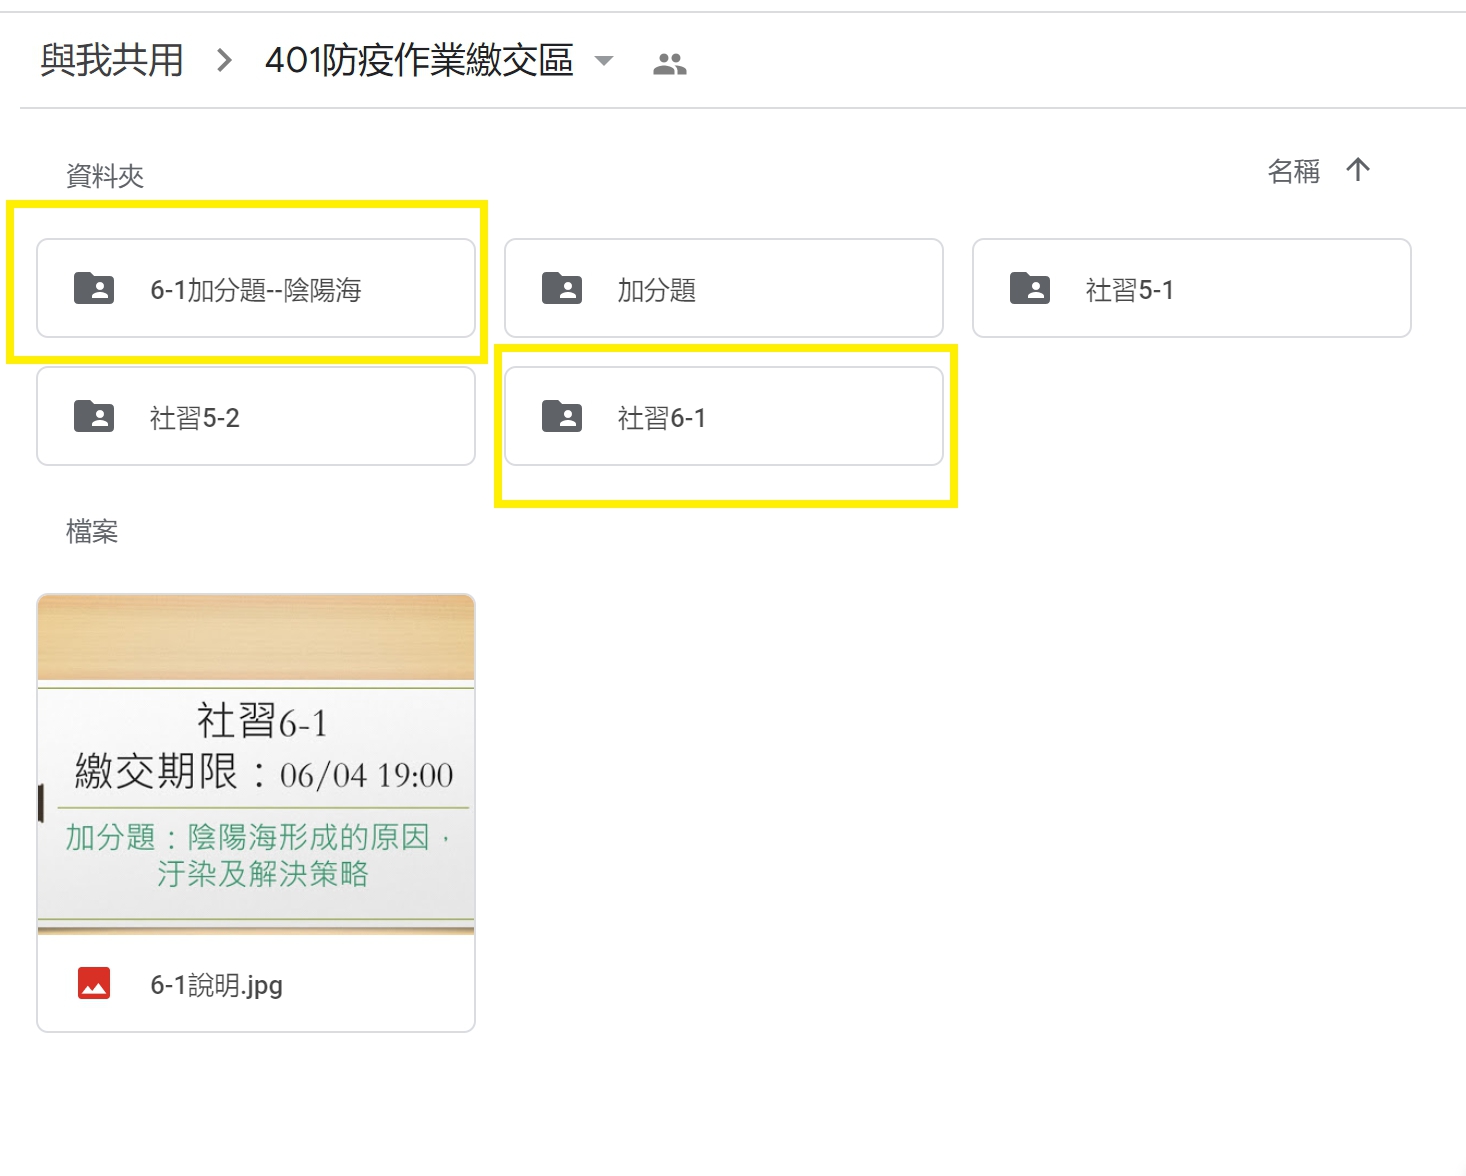 與我共用 > 401防疫作業繳交區
資料夾
名稱
6-1加分題--陰陽海
加分題
社習5-1
社習5-2
社習6-1
檔案
社習6-1
繳交期限：06/04 19:00
加分題：陰陽海形成的原因，
汙染及解決策略
6-1說明.jpg